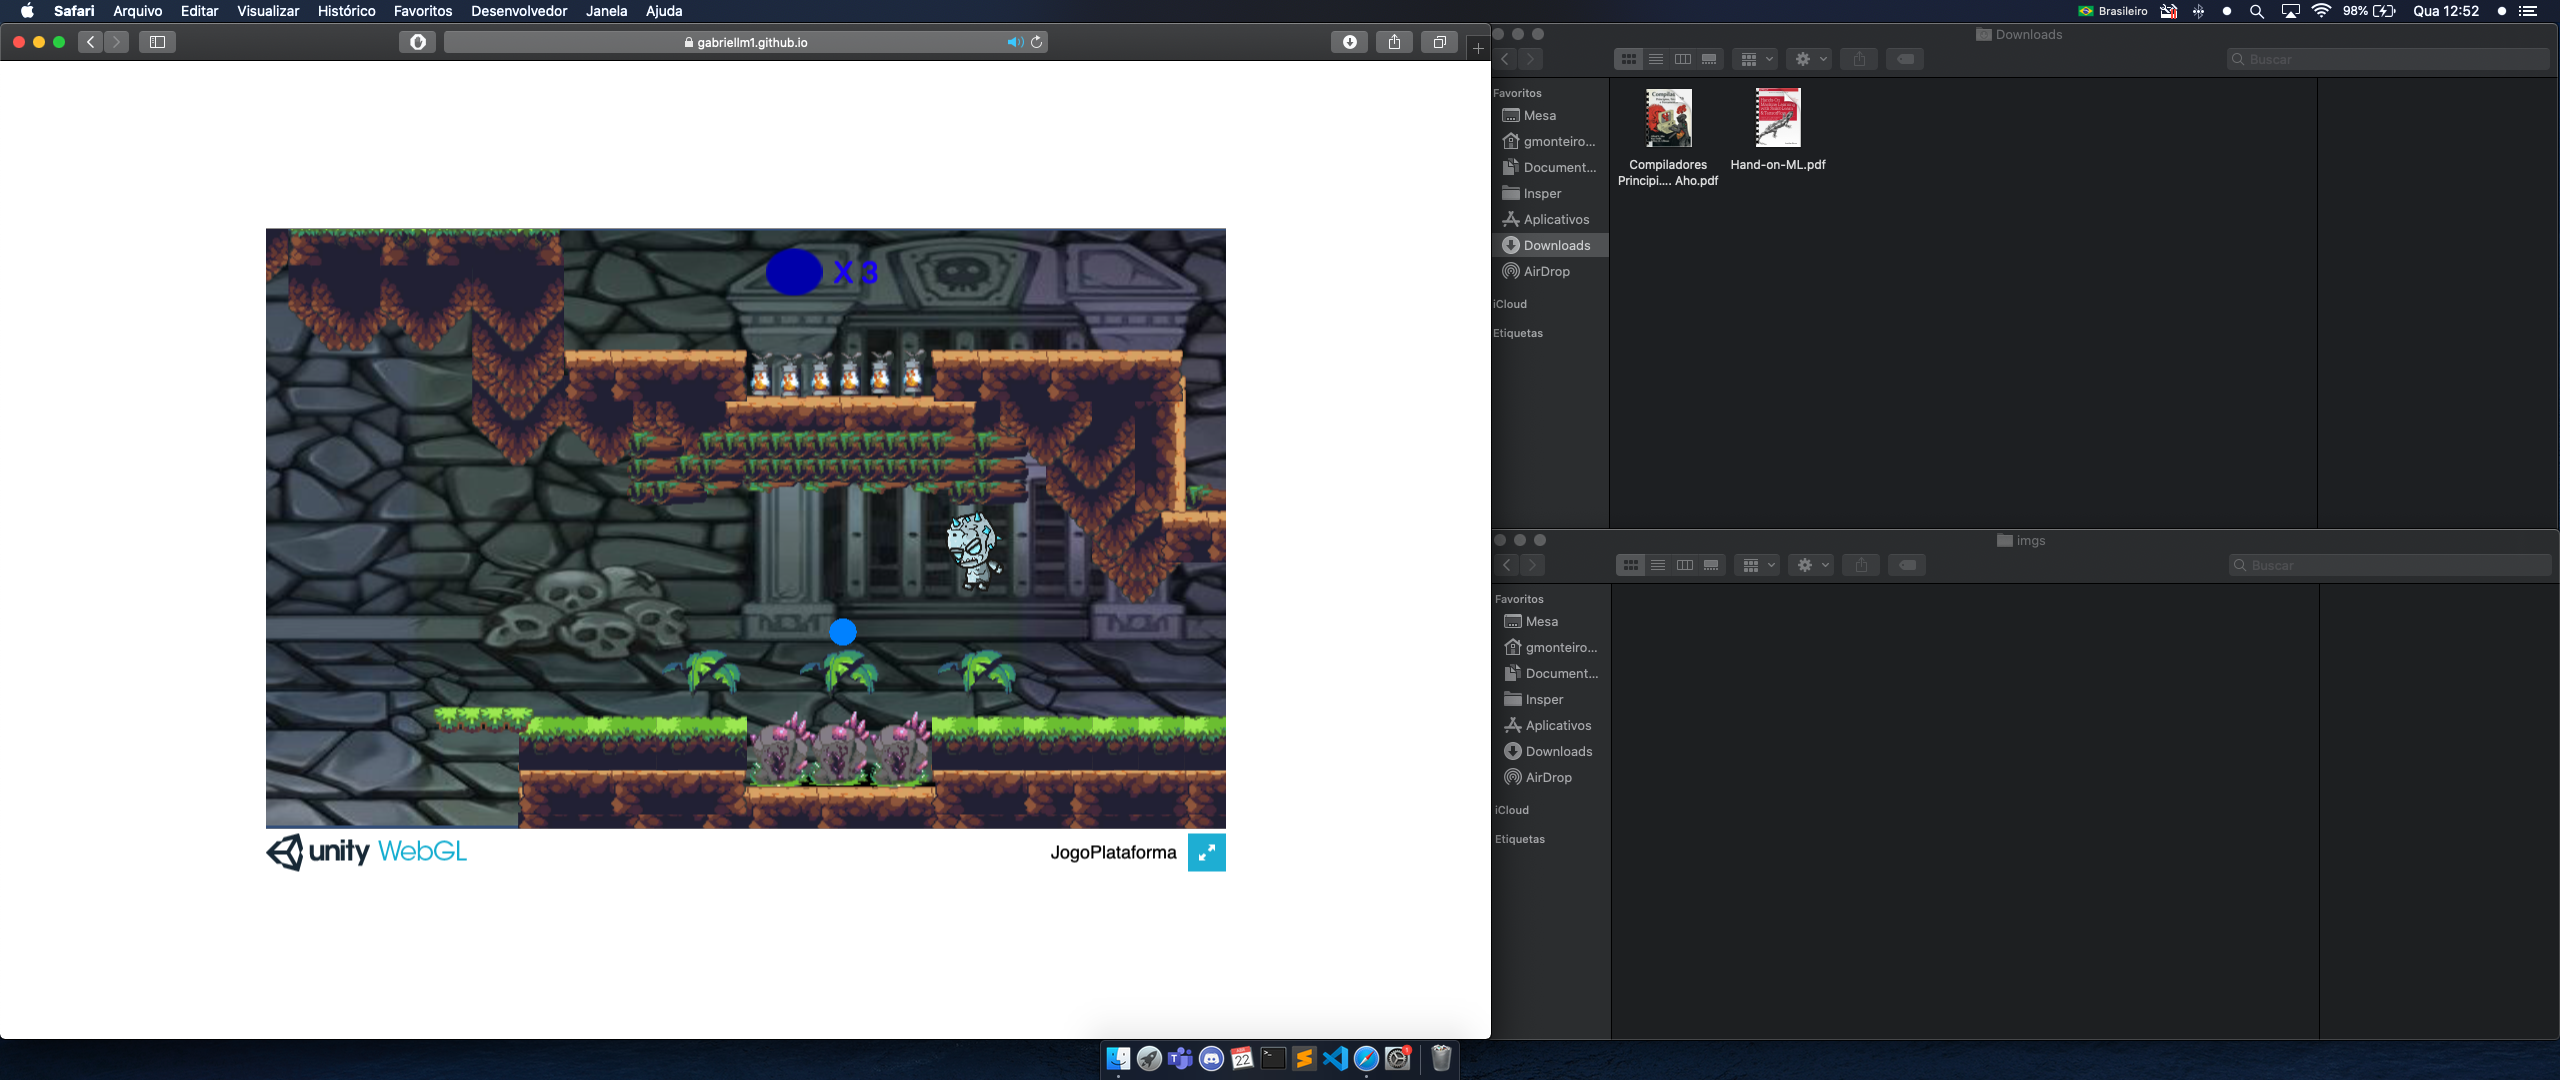 Safari Arquivo Editar Visualizar Histórico Favoritos Desenvolvedor Janela Ajuda
Brasileiro 98% Qua 12:52
gabriellm1.github.io
X 3
unity WebGL
JogoPlataforma
Downloads
Buscar
Favoritos
Mesa
gmonteiro...
Document...
Insper
Aplicativos
Downloads
AirDrop
iCloud
Etiquetas
Compiladores
Principi.... Aho.pdf
Hand-on-ML.pdf
imgs
Buscar
Favoritos
Mesa
gmonteiro...
Document...
Insper
Aplicativos
Downloads
AirDrop
iCloud
Etiquetas
22